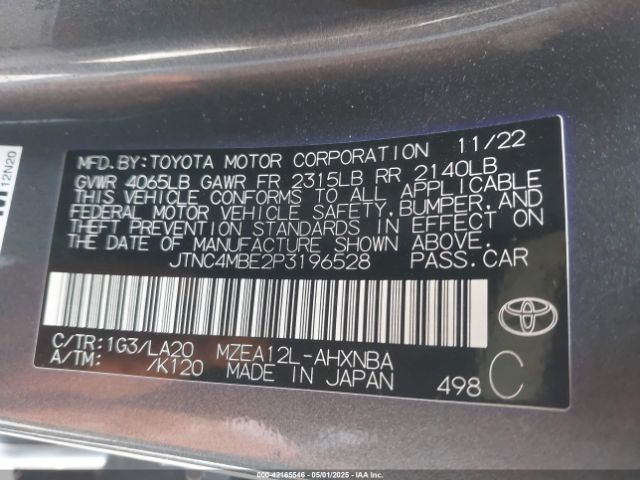 12N20
MFD.BY:TOYOTA MOTOR CORPORATION 11/22
GVWR 4065LB GAWR FR 2315LB RR 2140LB
THIS VEHICLE CONFORMS TO ALL APPLICABLE
FEDERAL MOTOR VEHICLE SAFETY,BUMPER,AND
THEFT PREVENTION STANDARDS IN EFFECT ON
THE DATE OF MANUFACTURE SHOWN ABOVE.
JTNC4MBE2P3196528 PASS.CAR
C/TR:1G3/LA20 MZEA12L-AHXNBA
A/TM: /K120 MADE IN JAPAN 498 C
000-42165546 - 05/01/2025 - IAAI